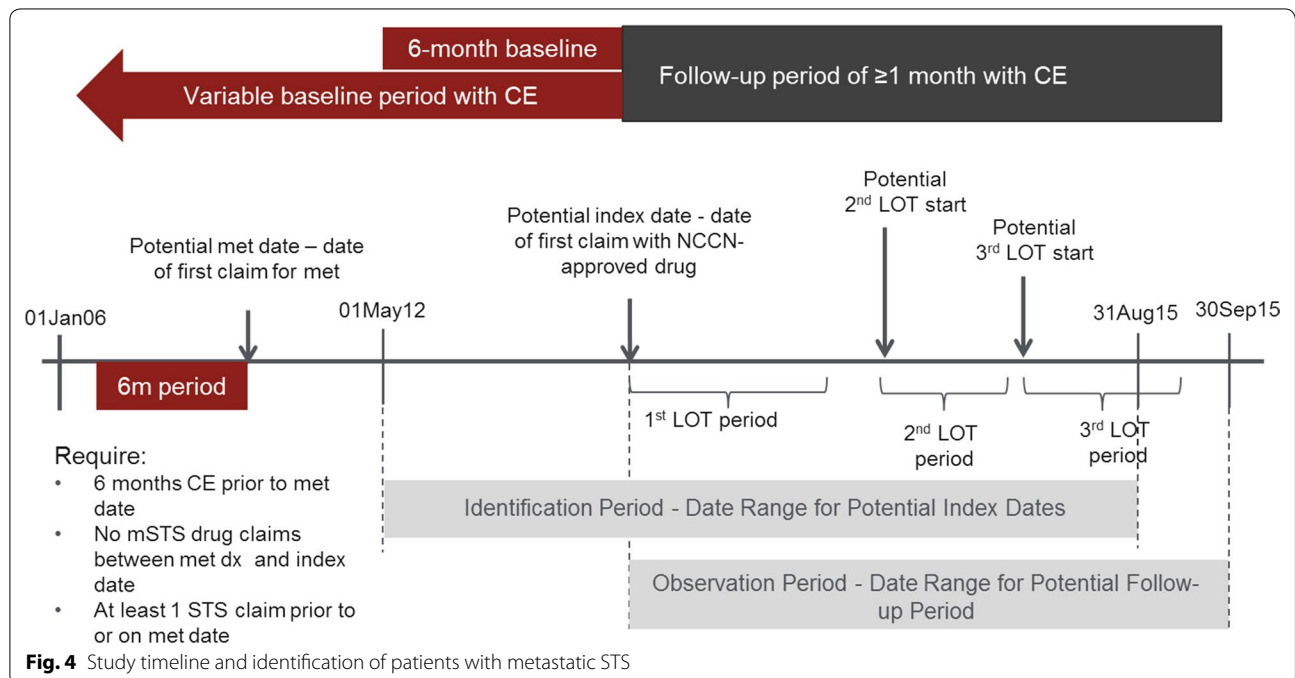 6-month baseline
Variable baseline period with CE
Follow-up period of ≥1 month with CE
Potential met date – date
of first claim for met
Potential index date - date
of first claim with NCCN-
approved drug
Potential
2nd LOT start
Potential
3rd LOT start
01Jan06
01May12
31Aug15
30Sep15
6m period
1st LOT period
2nd LOT
period
3rd LOT
period
Require:
• 6 months CE prior to met
date
• No mSTS drug claims
between met dx and index
date
• At least 1 STS claim prior to
or on met date
Identification Period - Date Range for Potential Index Dates
Observation Period - Date Range for Potential Follow-
up Period
Fig. 4 Study timeline and identification of patients with metastatic STS